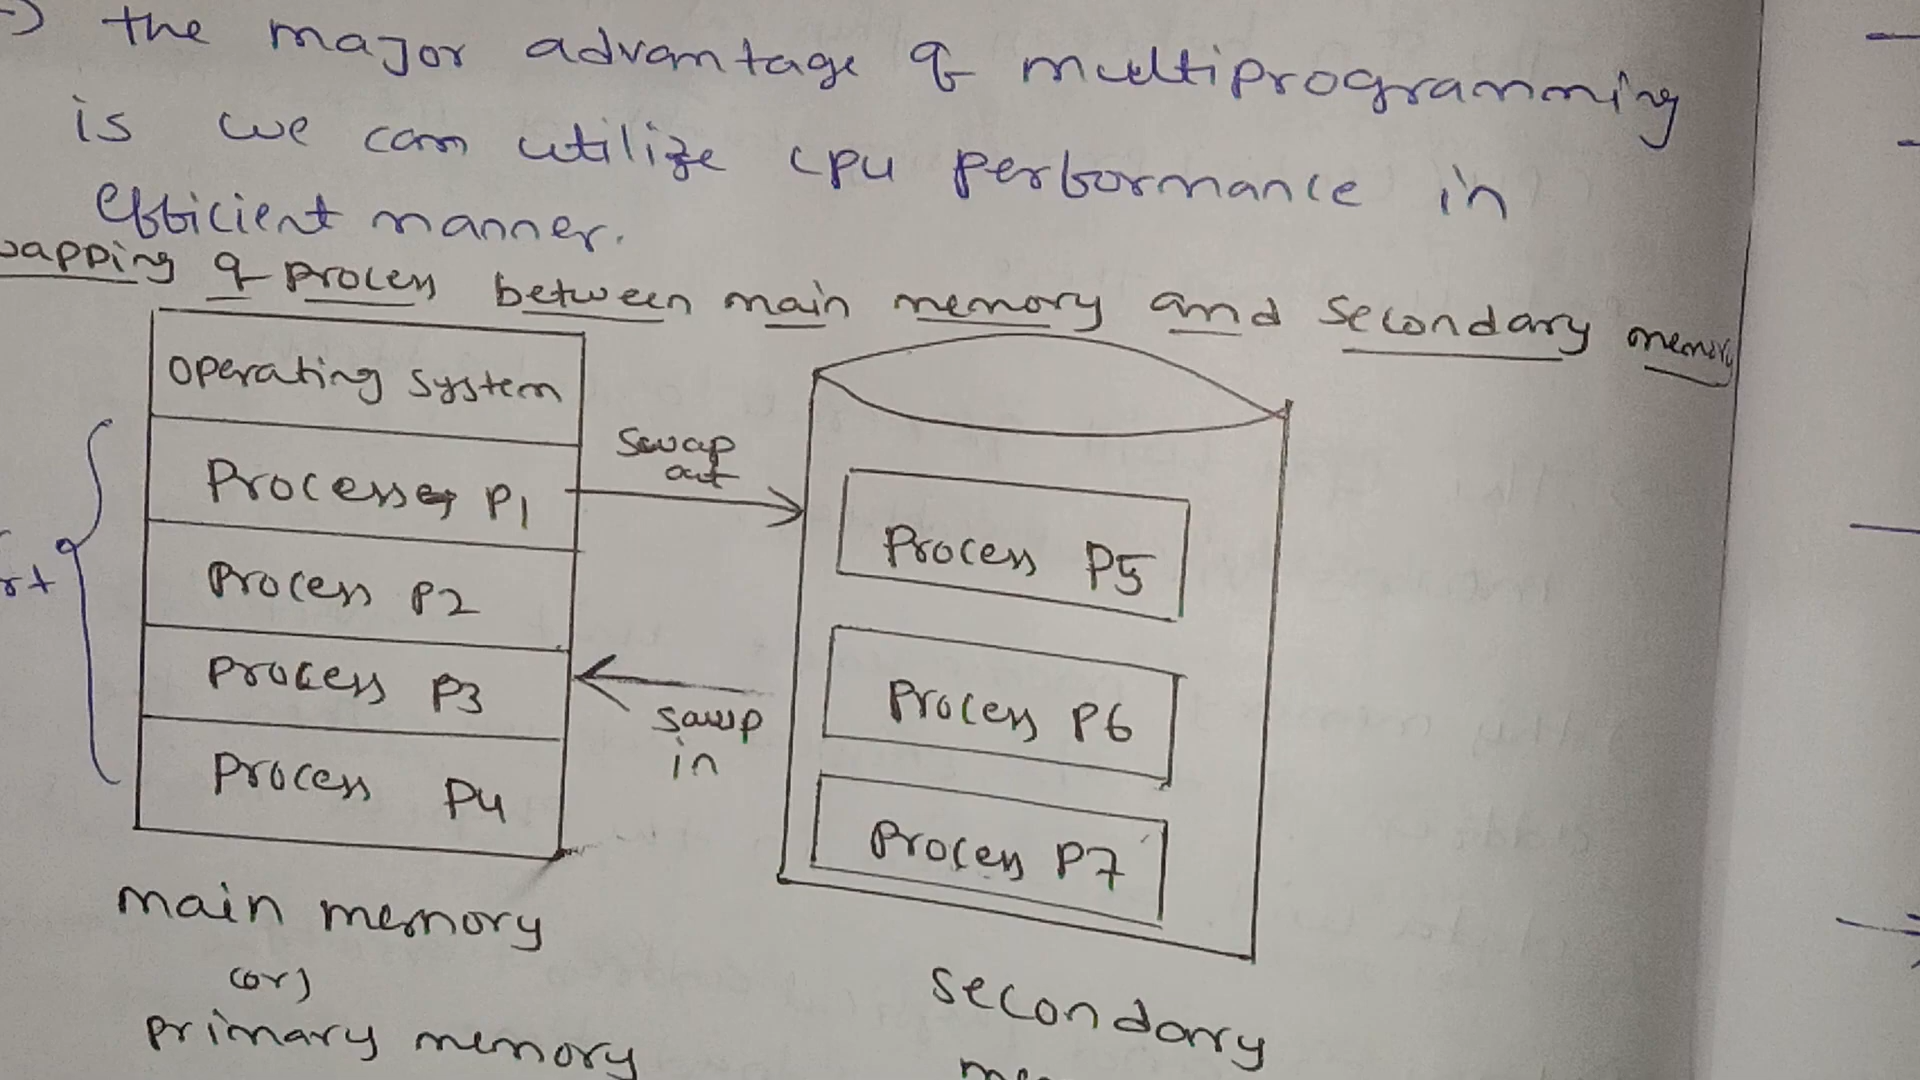 the major advantage of multiprogramming
is we can utilize cpu performance in
efficient manner.
of process between main memory and secondary memory
operating system
Process P1
Process P2
Process P3
Process P4
swap
out
sawp
in
Process P5
Process P6
Process P7
main memory
(or)
primary memory
secondary